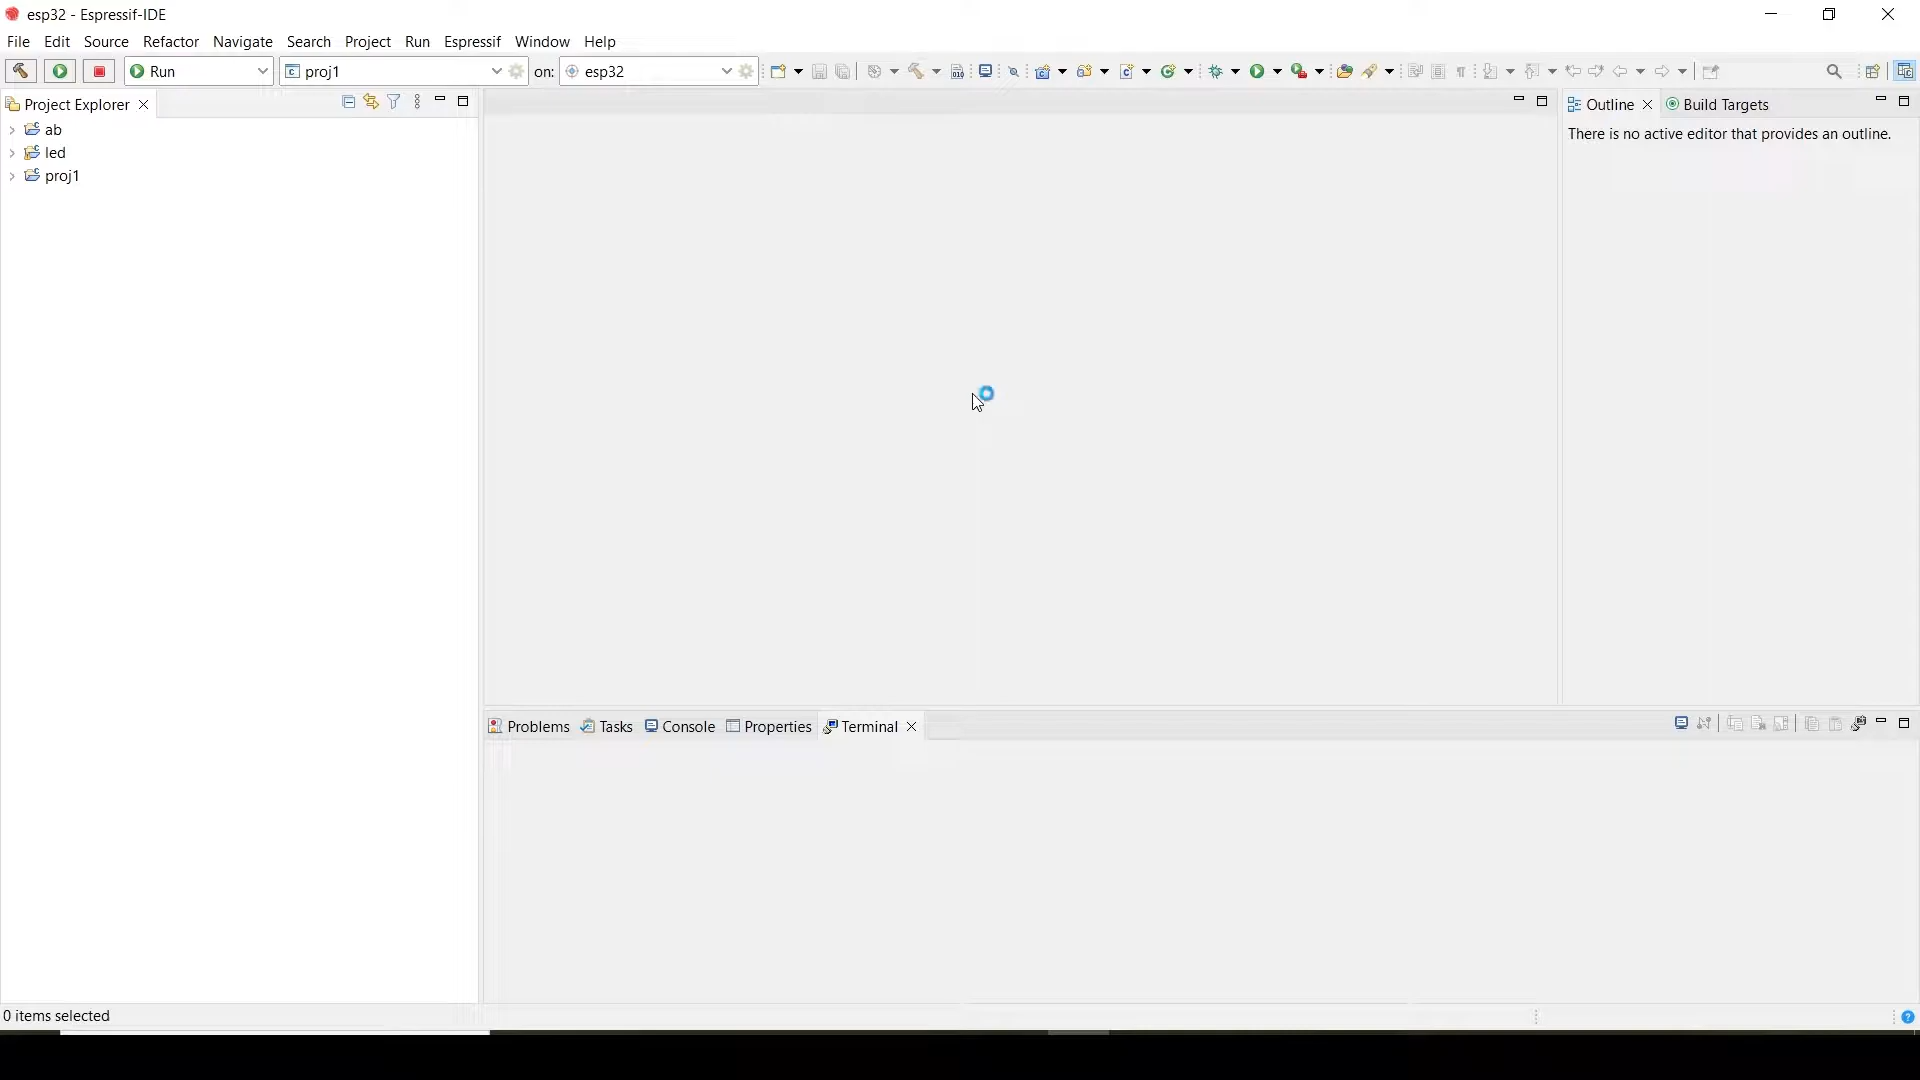 esp32 - Espressif-IDE
File Edit Source Refactor Navigate Search Project Run Espressif Window Help
Run proj1 on: esp32
Project Explorer
ab
led
proj1
Outline Build Targets
There is no active editor that provides an outline.
Problems Tasks Console Properties Terminal
0 items selected